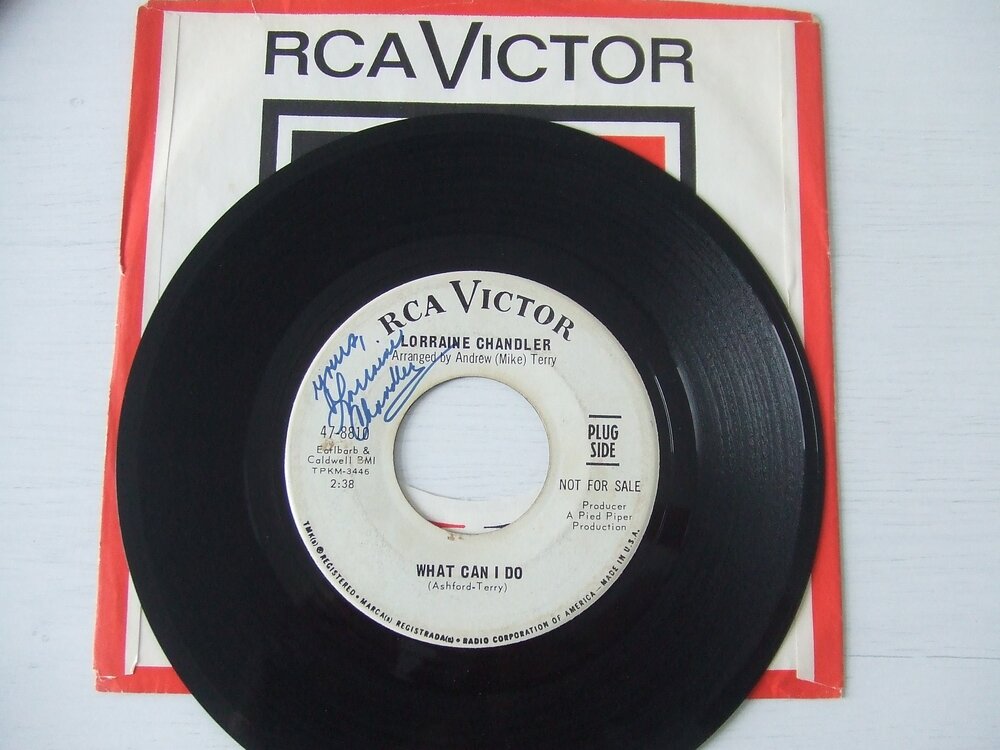 RCA VICTOR
RCA VICTOR
LORRAINE CHANDLER
Arranged by Andrew (Mike) Terry
yours,
Lorraine
Chandler
47-8810
Earlbarb &
Caldwell BMI
TPKM-3446
2:38
PLUG
SIDE
NOT FOR SALE
Producer
A Pied Piper
Production
WHAT CAN I DO
(Ashford-Terry)
TMK(s) ® REGISTERED • MARCA(s) REGISTRADA(s) • RADIO CORPORATION OF AMERICA — MADE IN U.S.A.